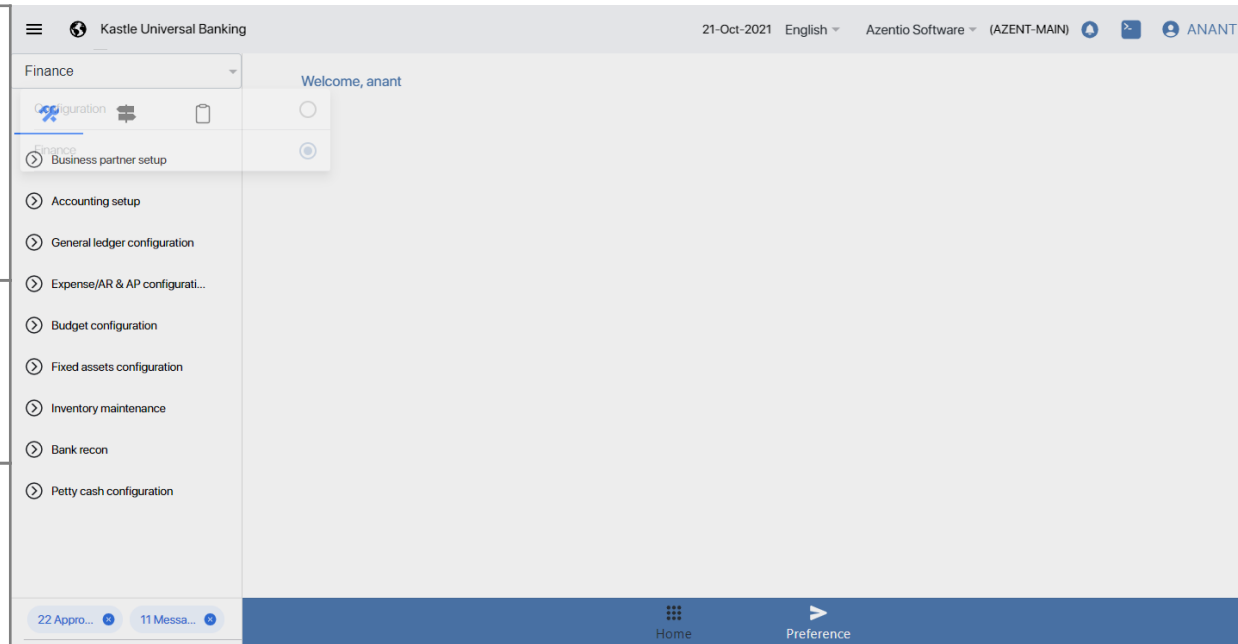 Kastle Universal Banking 21-Oct-2021 English Azentio Software (AZENT-MAIN) ANANT
Finance
Welcome, anant
Configuration
Finance
Business partner setup
Accounting setup
General ledger configuration
Expense/AR & AP configurati...
Budget configuration
Fixed assets configuration
Inventory maintenance
Bank recon
Petty cash configuration
22 Appro... 11 Messa...
Home Preference